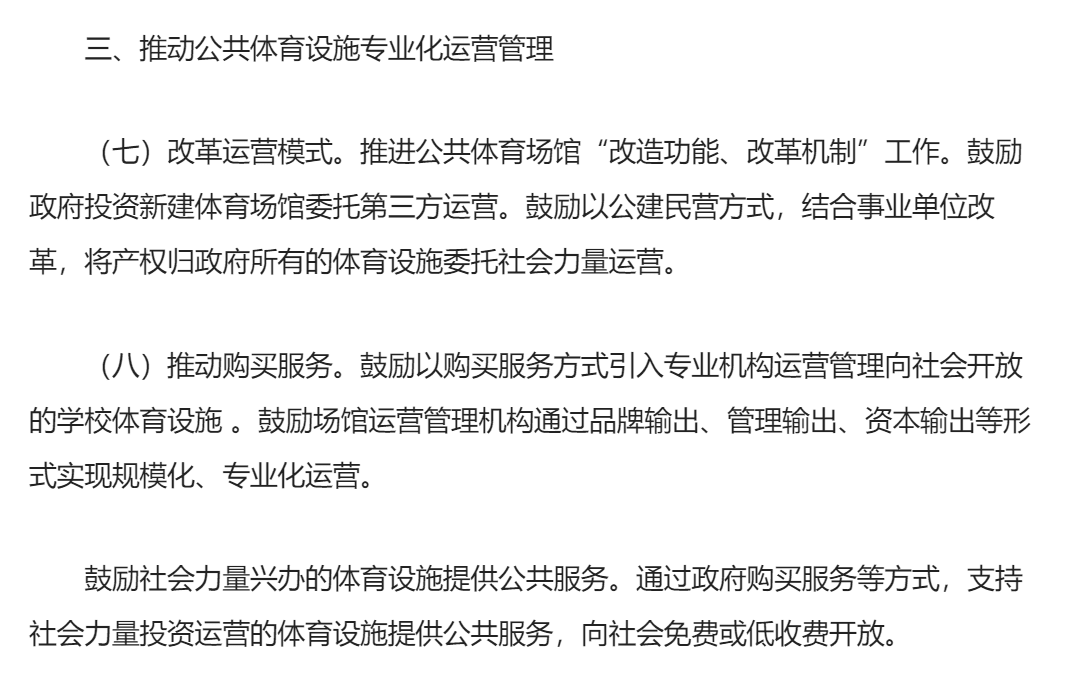 三、推动公共体育设施专业化运营管理
（七）改革运营模式。推进公共体育场馆“改造功能、改革机制”工作。鼓励
政府投资新建体育场馆委托第三方运营。鼓励以公建民营方式，结合事业单位改
革，将产权归政府所有的体育设施委托社会力量运营。
（八）推动购买服务。鼓励以购买服务方式引入专业机构运营管理向社会开放
的学校体育设施 。鼓励场馆运营管理机构通过品牌输出、管理输出、资本输出等形
式实现规模化、专业化运营。
鼓励社会力量兴办的体育设施提供公共服务。通过政府购买服务等方式，支持
社会力量投资运营的体育设施提供公共服务，向社会免费或低收费开放。